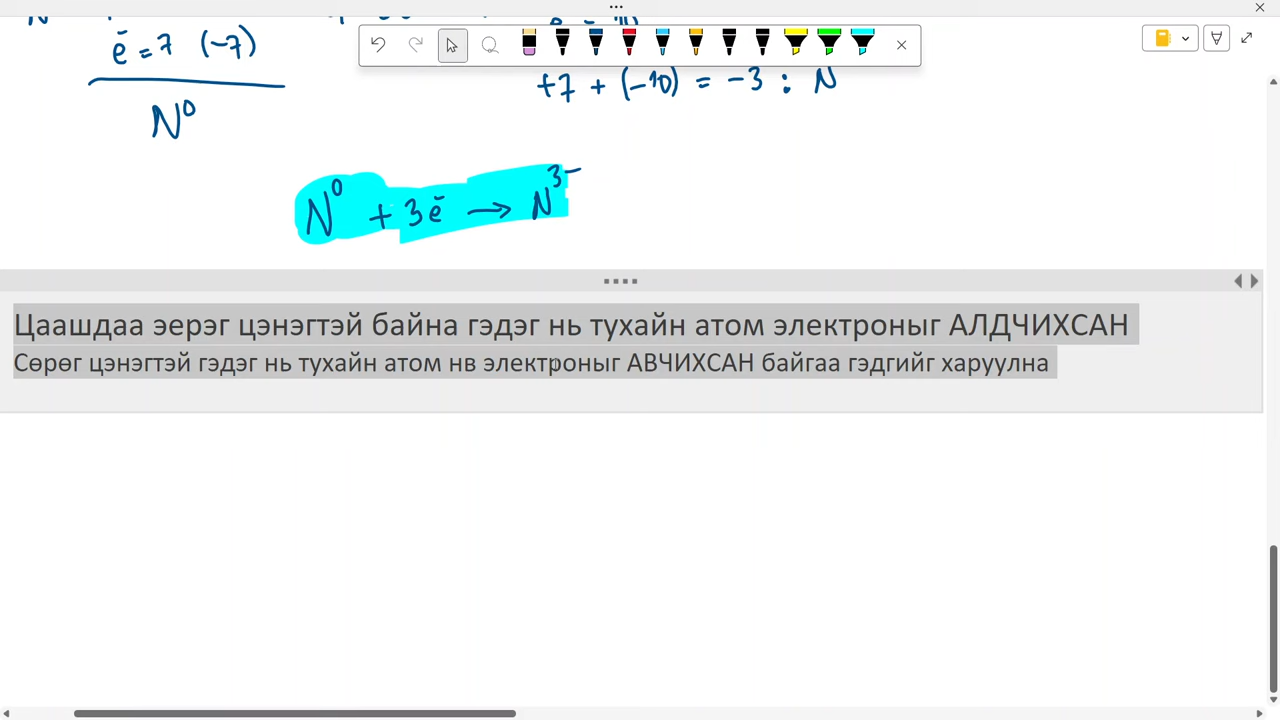 ē = 7 (-7)
+7 + (-10) = -3 : N
N⁰
N⁰ + 3ē → N³⁻
Цаашдаа эерэг цэнэгтэй байна гэдэг нь тухайн атом электроныг АЛДЧИХСАН
Сөрөг цэнэгтэй гэдэг нь тухайн атом нв электроныг АВЧИХСАН байгаа гэдгийг харуулна